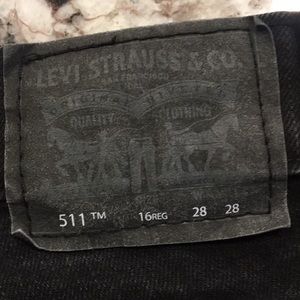 LEVI STRAUSS & CO.
SAN FRANCISCO
QUALITY CLOTHING
511™ 16REG 28 28